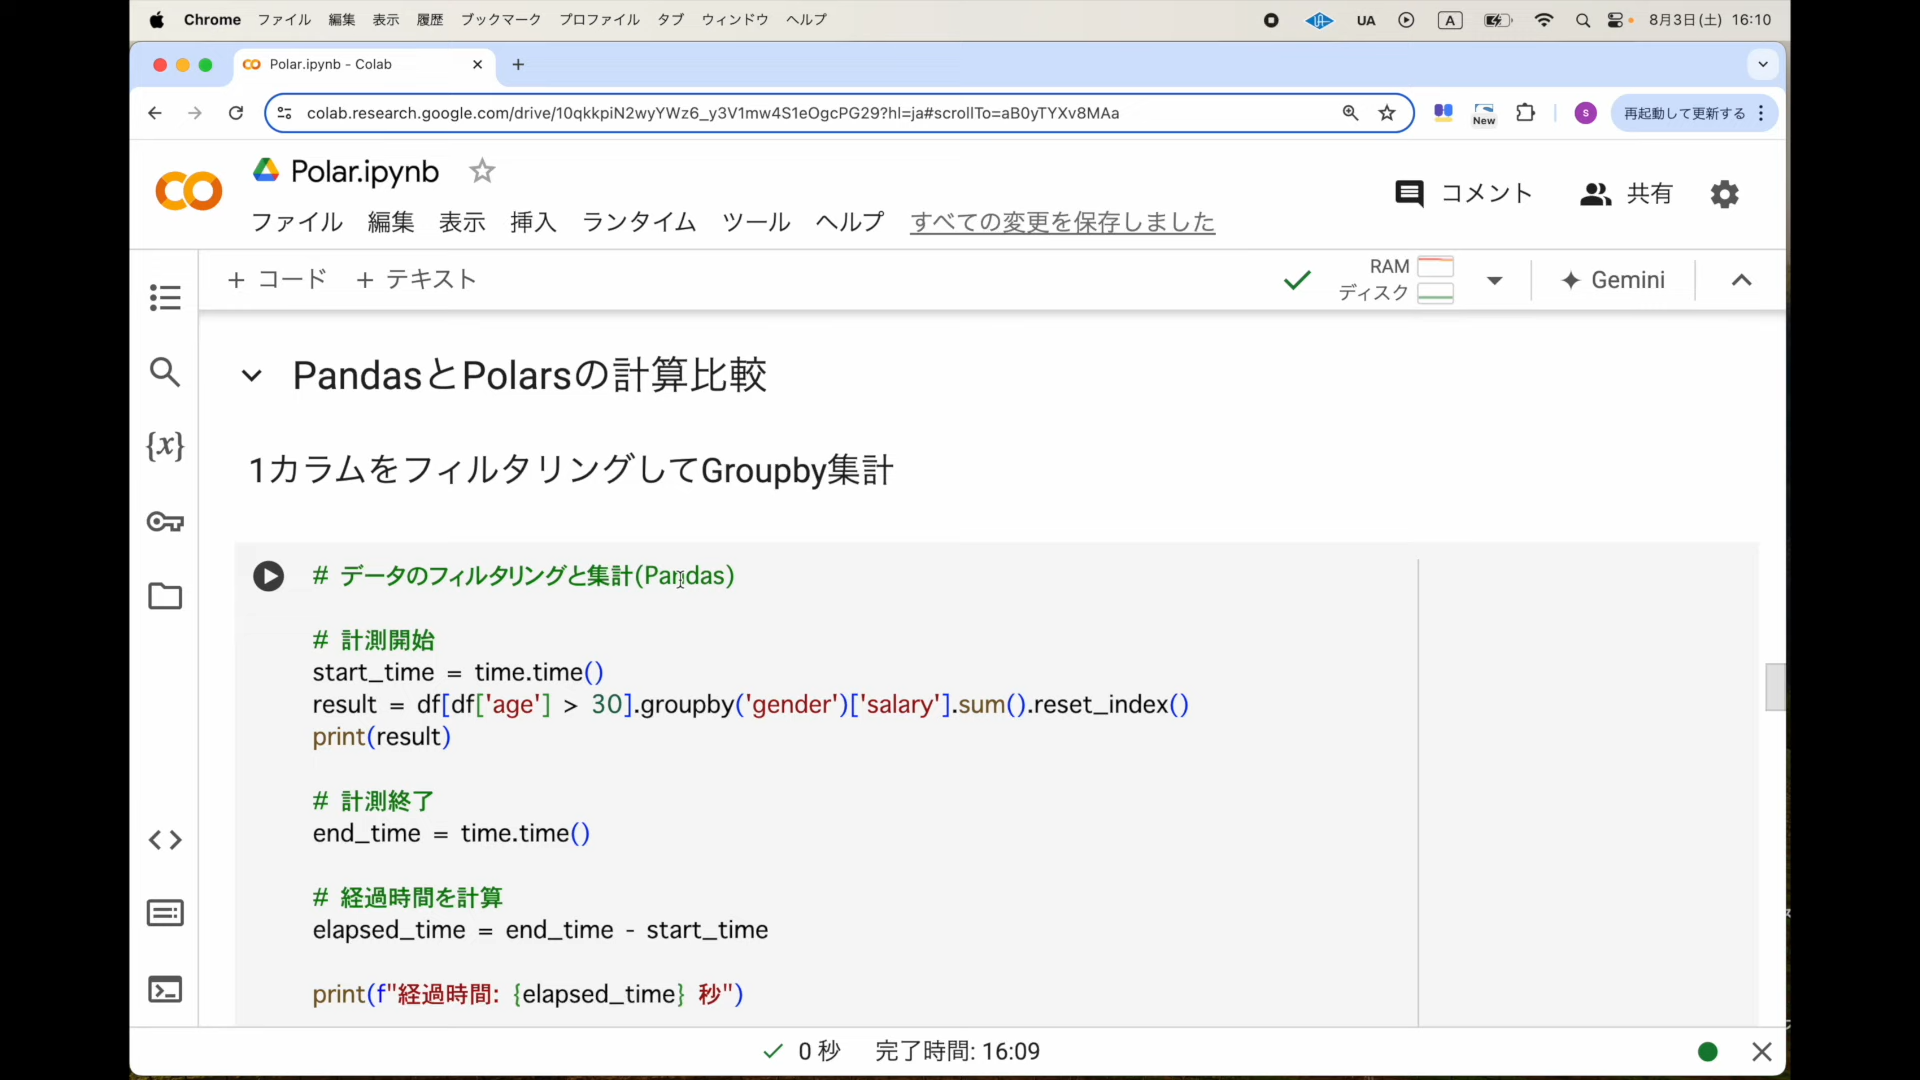 Chrome ファイル 編集 表示 履歴 ブックマーク プロファイル タブ ウィンドウ ヘルプ UA A 8月3日(土) 16:10
Polar.ipynb - Colab
colab.research.google.com/drive/10qkkpiN2wyYWz6_y3V1mw4S1eOgcPG29?hl=ja#scrollTo=aB0yTYXv8MAa New S 再起動して更新する
Polar.ipynb
コメント 共有
ファイル 編集 表示 挿入 ランタイム ツール ヘルプ すべての変更を保存しました
+ コード + テキスト RAM ディスク Gemini
PandasとPolarsの計算比較
1カラムをフィルタリングしてGroupby集計
# データのフィルタリングと集計(Pandas)
# 計測開始
start_time = time.time()
result = df[df['age'] > 30].groupby('gender')['salary'].sum().reset_index()
print(result)
# 計測終了
end_time = time.time()
# 経過時間を計算
elapsed_time = end_time - start_time
print(f"経過時間: {elapsed_time} 秒")
0 秒 完了時間: 16:09